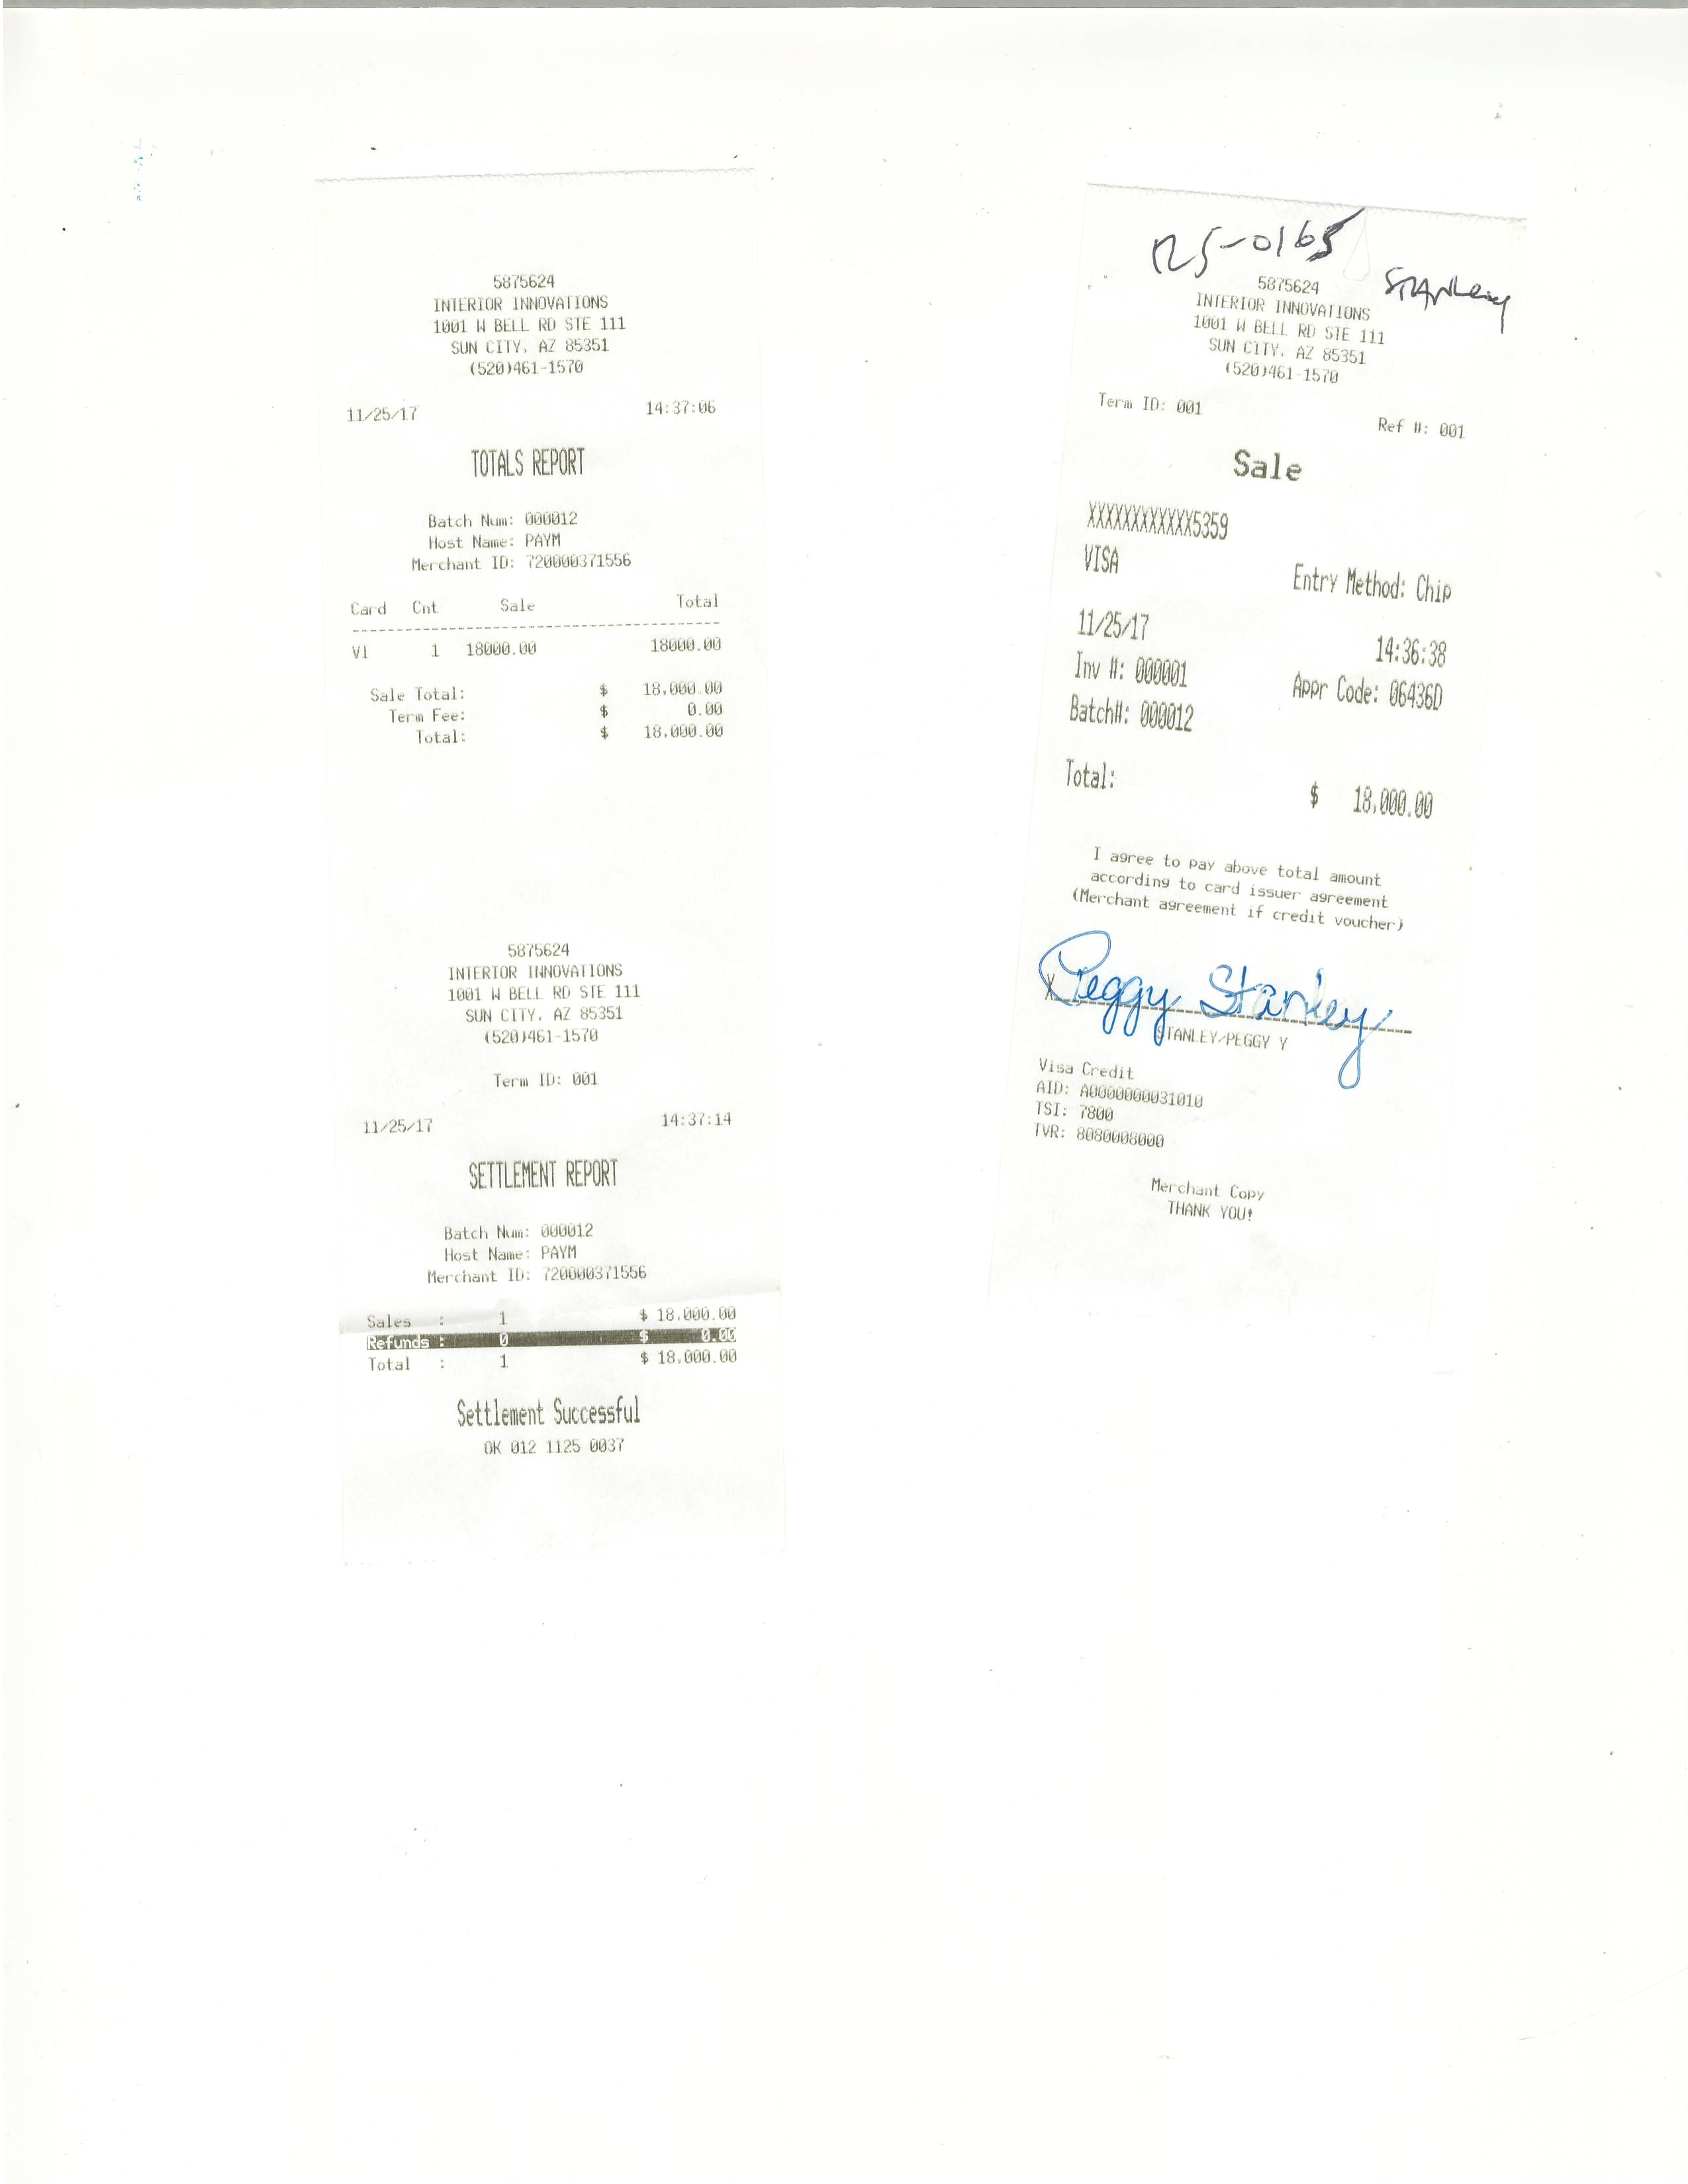 5875624
INTERIOR INNOVATIONS
1001 W BELL RD STE 111
SUN CITY, AZ 85351
(520)461-1570
11/25/17 14:37:06
TOTALS REPORT
Batch Num: 000012
Host Name: PAYM
Merchant ID: 720000371556
Card Cnt Sale Total
VI 1 18000.00 18000.00
Sale Total: $ 18,000.00
Term Fee: $ 0.00
Total: $ 18,000.00
5875624
INTERIOR INNOVATIONS
1001 W BELL RD STE 111
SUN CITY, AZ 85351
(520)461-1570
Term ID: 001
11/25/17 14:37:14
SETTLEMENT REPORT
Batch Num: 000012
Host Name: PAYM
Merchant ID: 720000371556
Sales : 1 $ 18,000.00
Refunds : 0 $ 0.00
Total : 1 $ 18,000.00
Settlement Successful
OK 012 1125 0037
Stanley
5875624
INTERIOR INNOVATIONS
1001 W BELL RD STE 111
SUN CITY, AZ 85351
(520)461-1570
Term ID: 001
Ref #: 001
Sale
XXXXXXXXXXXX5359
VISA
Entry Method: Chip
11/25/17 14:36:38
Inv #: 000001
Appr Code: 06436D
Batch#: 000012
Total: $ 18,000.00
I agree to pay above total amount
according to card issuer agreement
(Merchant agreement if credit voucher)
X Peggy Stanley
STANLEY/PEGGY Y
Visa Credit
AID: A0000000031010
TSI: 7800
TVR: 8080008000
Merchant Copy
THANK YOU!